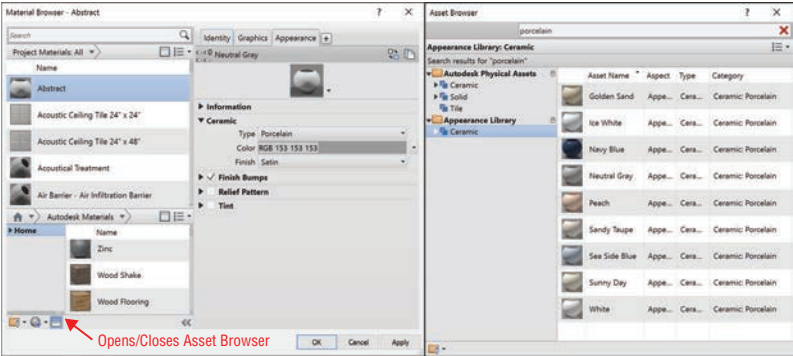 Material Browser - Abstract
? ×
Search
Project Materials: All
Name
Abstract
Acoustic Ceiling Tile 24" x 24"
Acoustic Ceiling Tile 24" x 48"
Acoustical Treatment
Air Barrier - Air Infiltration Barrier
Autodesk Materials
Home
Name
Zinc
Wood Shake
Wood Flooring
Opens/Closes Asset Browser
Identity Graphics Appearance +
Neutral Grey
Information
Ceramic
Type Porcelain
Color RGB 153 153 153
Finish Satin
Finish Bumps
Relief Pattern
Tint
OK Cancel Apply
Asset Browser
? ×
porcelain
Appearance Library: Ceramic
Search results for "porcelain"
Autodesk Physical Assets
Ceramic
Solid
Tile
Appearance Library
Ceramic
Asset Name Aspect Type Category
Golden Sand Appe... Cera... Ceramic: Porcelain
Ice White Appe... Cera... Ceramic: Porcelain
Navy Blue Appe... Cera... Ceramic: Porcelain
Neutral Gray Appe... Cera... Ceramic: Porcelain
Peach Appe... Cera... Ceramic: Porcelain
Sandy Taupe Appe... Cera... Ceramic: Porcelain
Sea Side Blue Appe... Cera... Ceramic: Porcelain
Sunny Day Appe... Cera... Ceramic: Porcelain
White Appe... Cera... Ceramic: Porcelain